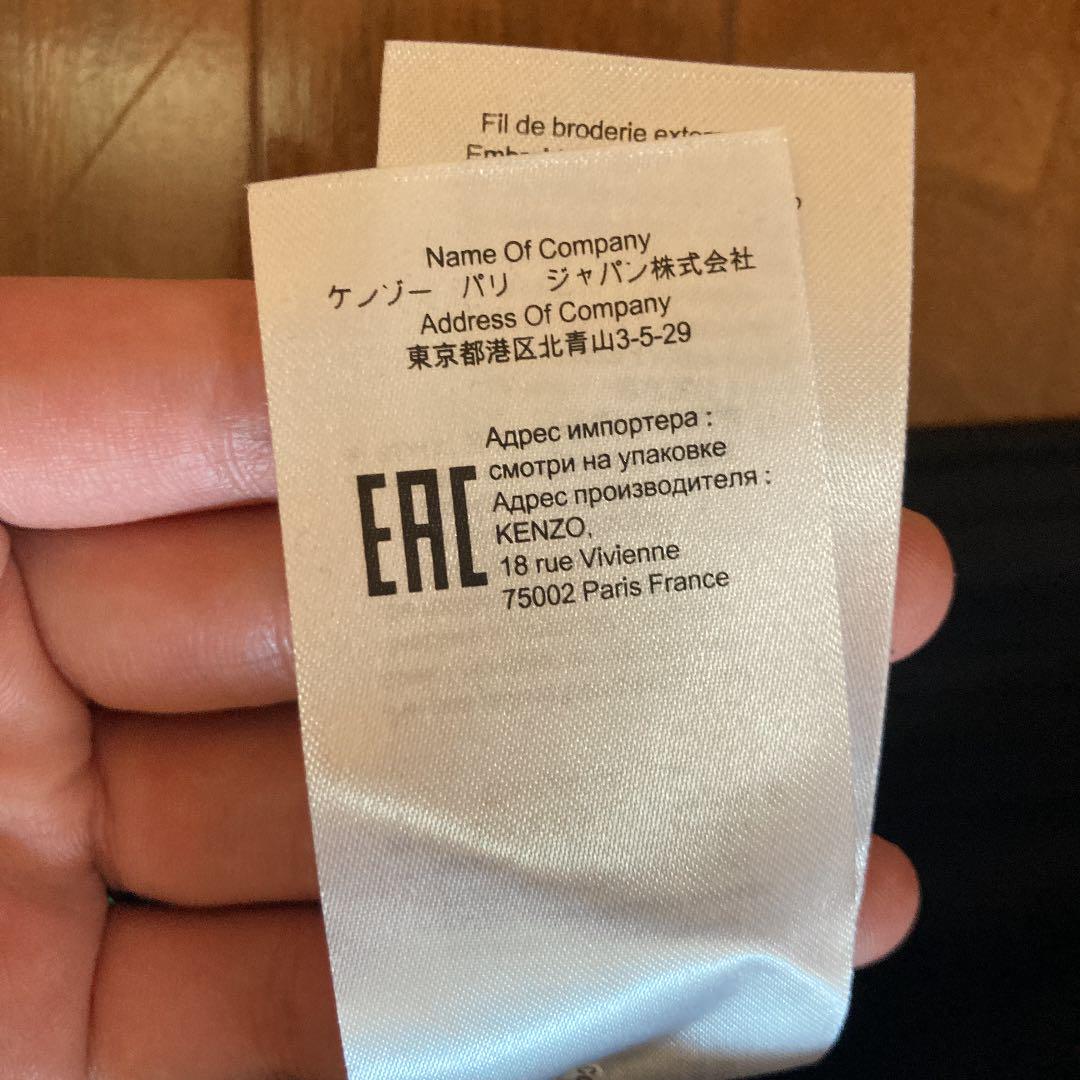 Fil de broderie
Name Of Company
ケノゾー　パリ　ジャパン株式会社
Address Of Company
東京都港区北青山3-5-29
EAC
Адрес импортера :
смотри на упаковке
Адрес производителя :
KENZO,
18 rue Vivienne
75002 Paris France